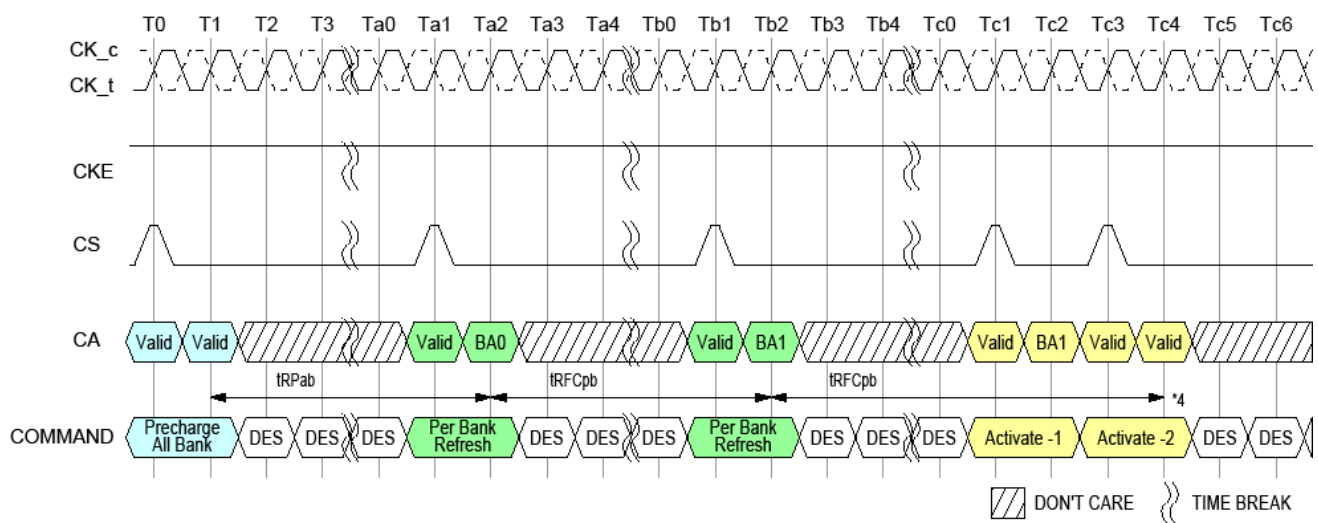 T0 T1 T2 T3 Ta0 Ta1 Ta2 Ta3 Ta4 Tb0 Tb1 Tb2 Tb3 Tb4 Tc0 Tc1 Tc2 Tc3 Tc4 Tc5 Tc6
CK_c
CK_t
CKE
CS
CA Valid Valid Valid BA0 Valid BA1 Valid BA1 Valid Valid
tRPab tRFCpb tRFCpb *4
COMMAND Precharge All Bank DES DES DES Per Bank Refresh DES DES DES Per Bank Refresh DES DES DES Activate -1 Activate -2 DES DES
DON'T CARE TIME BREAK